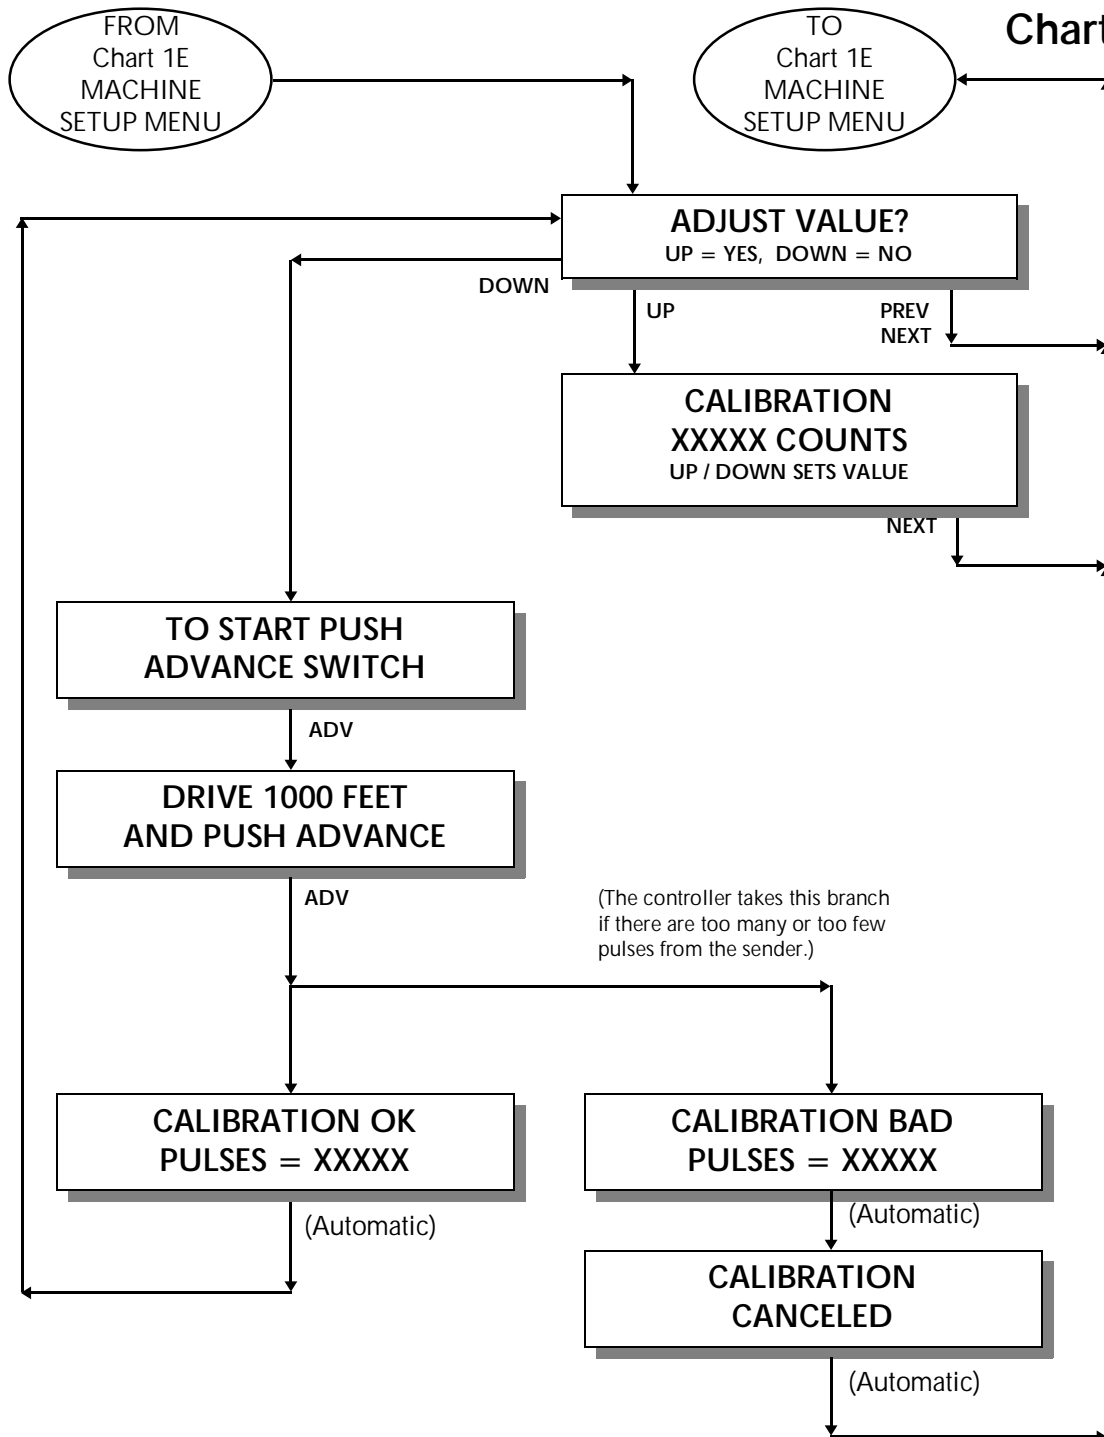 FROM
Chart 1E
MACHINE
SETUP MENU
TO
Chart 1E
MACHINE
SETUP MENU
Chart
ADJUST VALUE?
UP = YES, DOWN = NO
DOWN
UP
PREV
NEXT
CALIBRATION
XXXXX COUNTS
UP / DOWN SETS VALUE
NEXT
TO START PUSH
ADVANCE SWITCH
ADV
DRIVE 1000 FEET
AND PUSH ADVANCE
ADV
(The controller takes this branch
if there are too many or too few
pulses from the sender.)
CALIBRATION OK
PULSES = XXXXX
(Automatic)
CALIBRATION BAD
PULSES = XXXXX
(Automatic)
CALIBRATION
CANCELED
(Automatic)